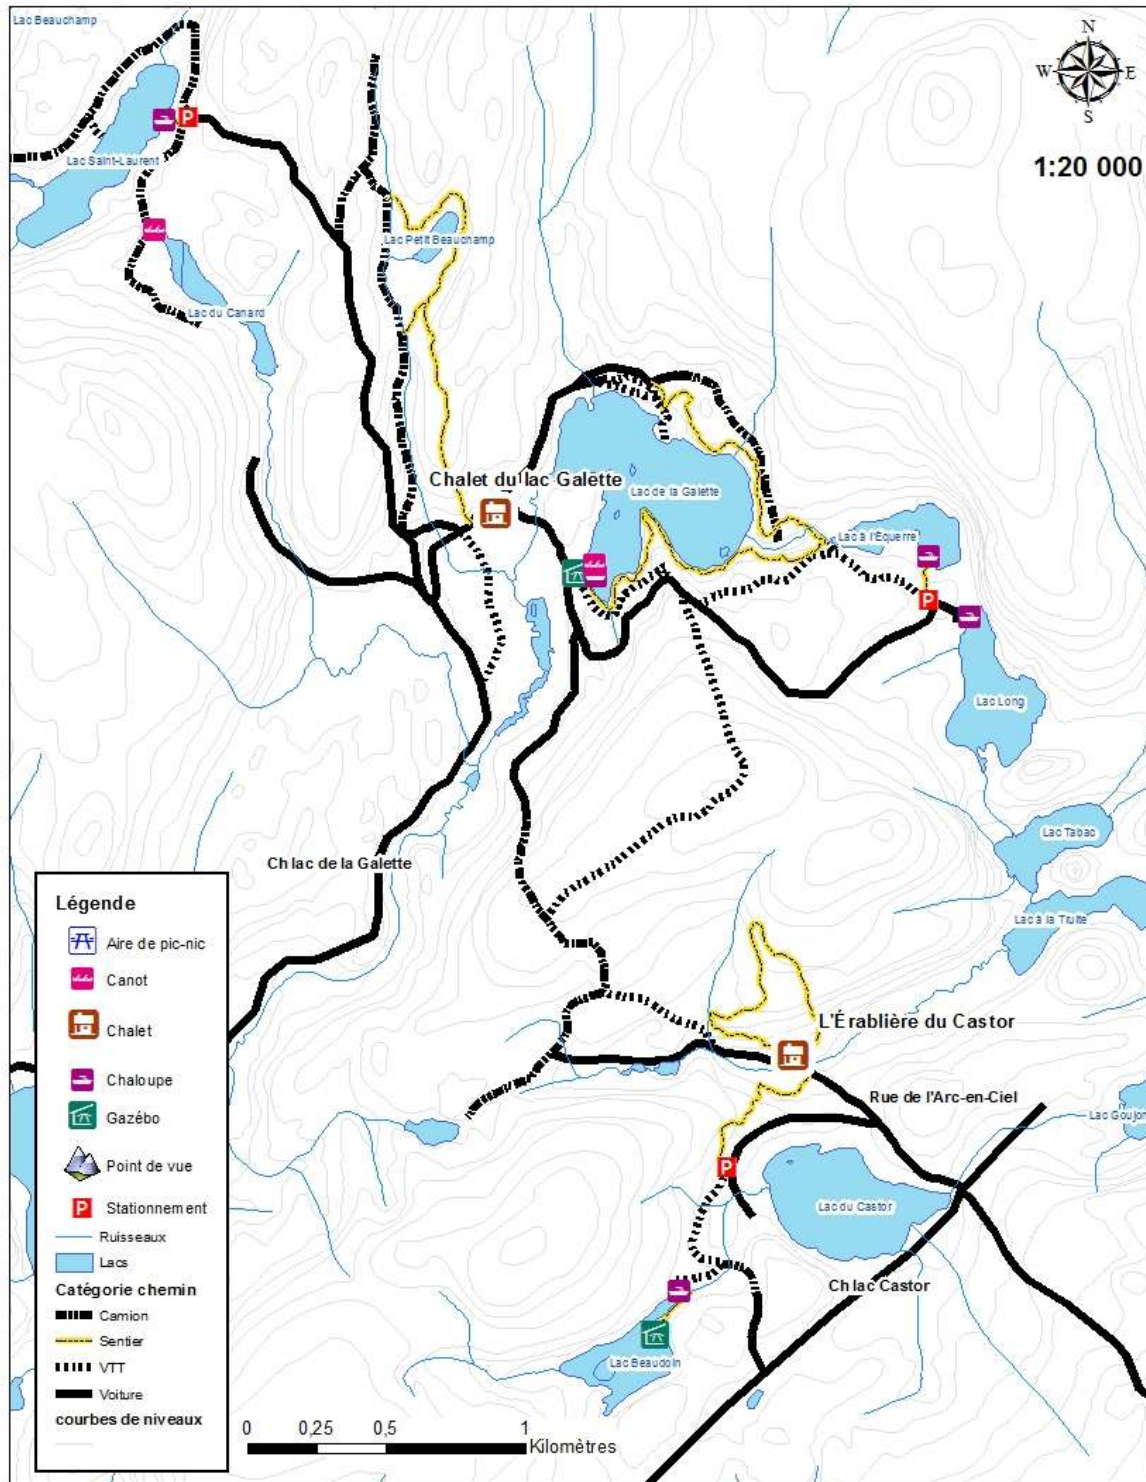 Lac Beauchamp
N
W E
S
1:20 000
Lac Saint-Laurent
Lac Petit Beauchamp
Lac du Canard
Chalet du lac Galette
Lac de la Galette
Lac à l'Équerre
Lac Long
Lac Tabac
Ch lac de la Galette
Lac à la Truite
L'Érablière du Castor
Rue de l'Arc-en-Ciel
Lac Goujon
Lac du Castor
Ch lac Castor
Lac Beaudoin
Légende
Aire de pic-nic
Canot
Chalet
Chaloupe
Gazébo
Point de vue
P Stationnement
Ruisseaux
Lacs
Catégorie chemin
Camion
Sentier
VTT
Voiture
courbes de niveaux
0 0,25 0,5 1
Kilomètres
P
P
P